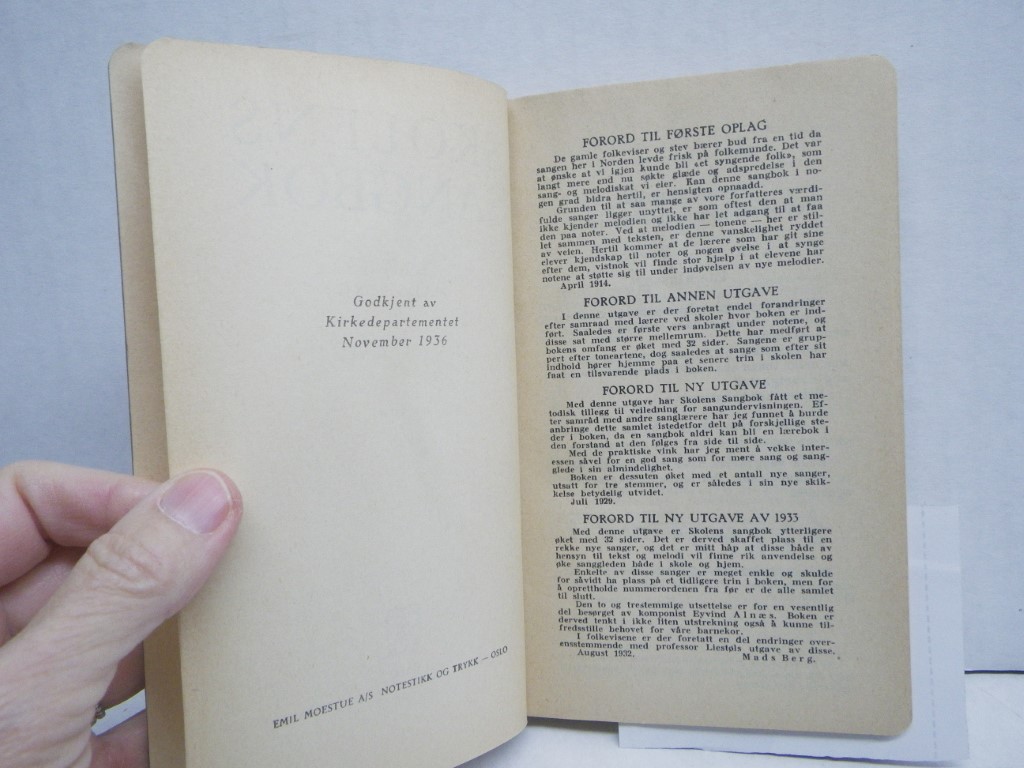 Godkjent av
Kirkedepartementet
November 1936
EMIL MOESTUE A/S NOTESTIKK OG TRYKK — OSLO
FORORD TIL FØRSTE OPLAG
De gamle folkeviser og stev bærer bud fra en tid da
sangen her i Norden levde frisk på folkemunde. Det var
at ønske at vi igjen kunde bli «et syngende folk», som
langt mere end nu søkte glæde og adspredelse i den
sang- og melodiskat vi eier. Kan denne sangbok i no-
gen grad bidra hertil, er hensigten opnaadd.
Grunden til at saa mange av vore forfatteres værdi-
fulde sanger ligger unyttet, er som oftest den at man
ikke kjender melodien og ikke har let adgang til at faa
den paa noter. Ved at melodien — tonene — her er stil-
let sammen med teksten, er denne vanskelighet ryddet
av veien. Hertil kommer at de lærere som har git sine
elever kjendskap til noter og nogen øvelse i at synge
efter dem, vistnok vil finde stor hjælp i at elevene har
notene at støtte sig til under indøvelsen av nye melodier.
April 1914.
FORORD TIL ANNEN UTGAVE
I denne utgave er der foretat endel forandringer
efter samraad med lærere ved skoler hvor boken er ind-
ført. Saaledes er første vers anbragt under notene, og
disse sat med større mellemrum. Dette har medført at
bokens omfang er øket med 32 sider. Sangene er grup-
pert efter toneartene, dog saaledes at sange som efter sit
indhold hører hjemme paa et senere trin i skolen har
faat en tilsvarende plads i boken.
FORORD TIL NY UTGAVE
Med denne utgave har Skolens Sangbok fått et me-
todisk tillegg til veiledning for sangundervisningen. Ef-
ter samråd med andre sanglærere har jeg funnet å burde
anbringe dette samlet istedetfor delt på forskjellige ste-
der i boken, da en sangbok aldri kan bli en lærebok i
den forstand at den følges fra side til side.
Med de praktiske vink har jeg ment å vekke inter-
essen såvel for en god sang som for mere sang og sang-
glede i sin almindelighet.
Boken er dessuten øket med et antall nye sanger,
utsatt for tre stemmer, og er således i sin nye skik-
kelse betydelig utvidet.
Juli 1929.
FORORD TIL NY UTGAVE AV 1933
Med denne utgave er Skolens sangbok ytterligere
øket med 32 sider. Det er derved skaffet plass til en
rekke nye sanger, og det er mitt håp at disse både av
hensyn til tekst og melodi vil finne rik anvendelse og
øke sanggleden både i skole og hjem.
Enkelte av disse sanger er meget enkle og skulde
for såvidt ha plass på et tidligere trin i boken, men for
å oprettholde nummerordenen fra før er de alle samlet
til slutt.
Den to og trestemmige utsettelse er for en vesentlig
del besørget av komponist Eyvind Alnæs. Boken er
derved tenkt i ikke liten utstrekning også å kunne til-
fredsstille behovet for våre barnekor.
I folkevisene er der foretatt en del endringer over-
ensstemmende med professor Liestøls utgave av disse.
August 1932. Mads Berg.